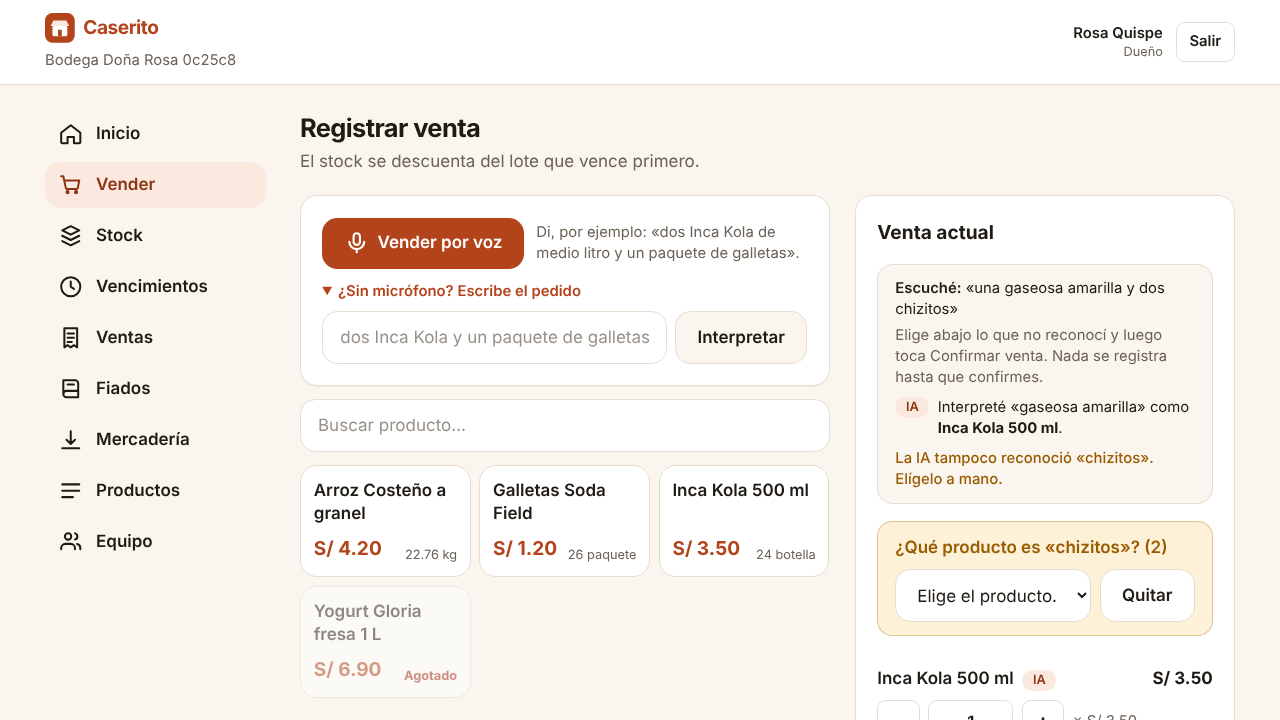 Caserito
Bodega Doña Rosa 0c25c8
Rosa Quispe
Dueño
Salir
Inicio
Vender
Stock
Vencimientos
Ventas
Fiados
Mercadería
Productos
Equipo
Registrar venta
El stock se descuenta del lote que vence primero.
Vender por voz
Di, por ejemplo: «dos Inca Kola de
medio litro y un paquete de galletas».
▼ ¿Sin micrófono? Escribe el pedido
dos Inca Kola y un paquete de galletas
Interpretar
Buscar producto...
Arroz Costeño a
granel
S/ 4.20
22.76 kg
Galletas Soda
Field
S/ 1.20
26 paquete
Inca Kola 500 ml
S/ 3.50
24 botella
Yogurt Gloria
fresa 1 L
S/ 6.90
Agotado
Venta actual
Escuché: «una gaseosa amarilla y dos
chizitos»
Elige abajo lo que no reconocí y luego
toca Confirmar venta. Nada se registra
hasta que confirmes.
IA
Interpreté «gaseosa amarilla» como
Inca Kola 500 ml.
La IA tampoco reconoció «chizitos».
Elígelo a mano.
¿Qué producto es «chizitos»? (2)
Elige el producto.
Quitar
Inca Kola 500 ml IA S/ 3.50